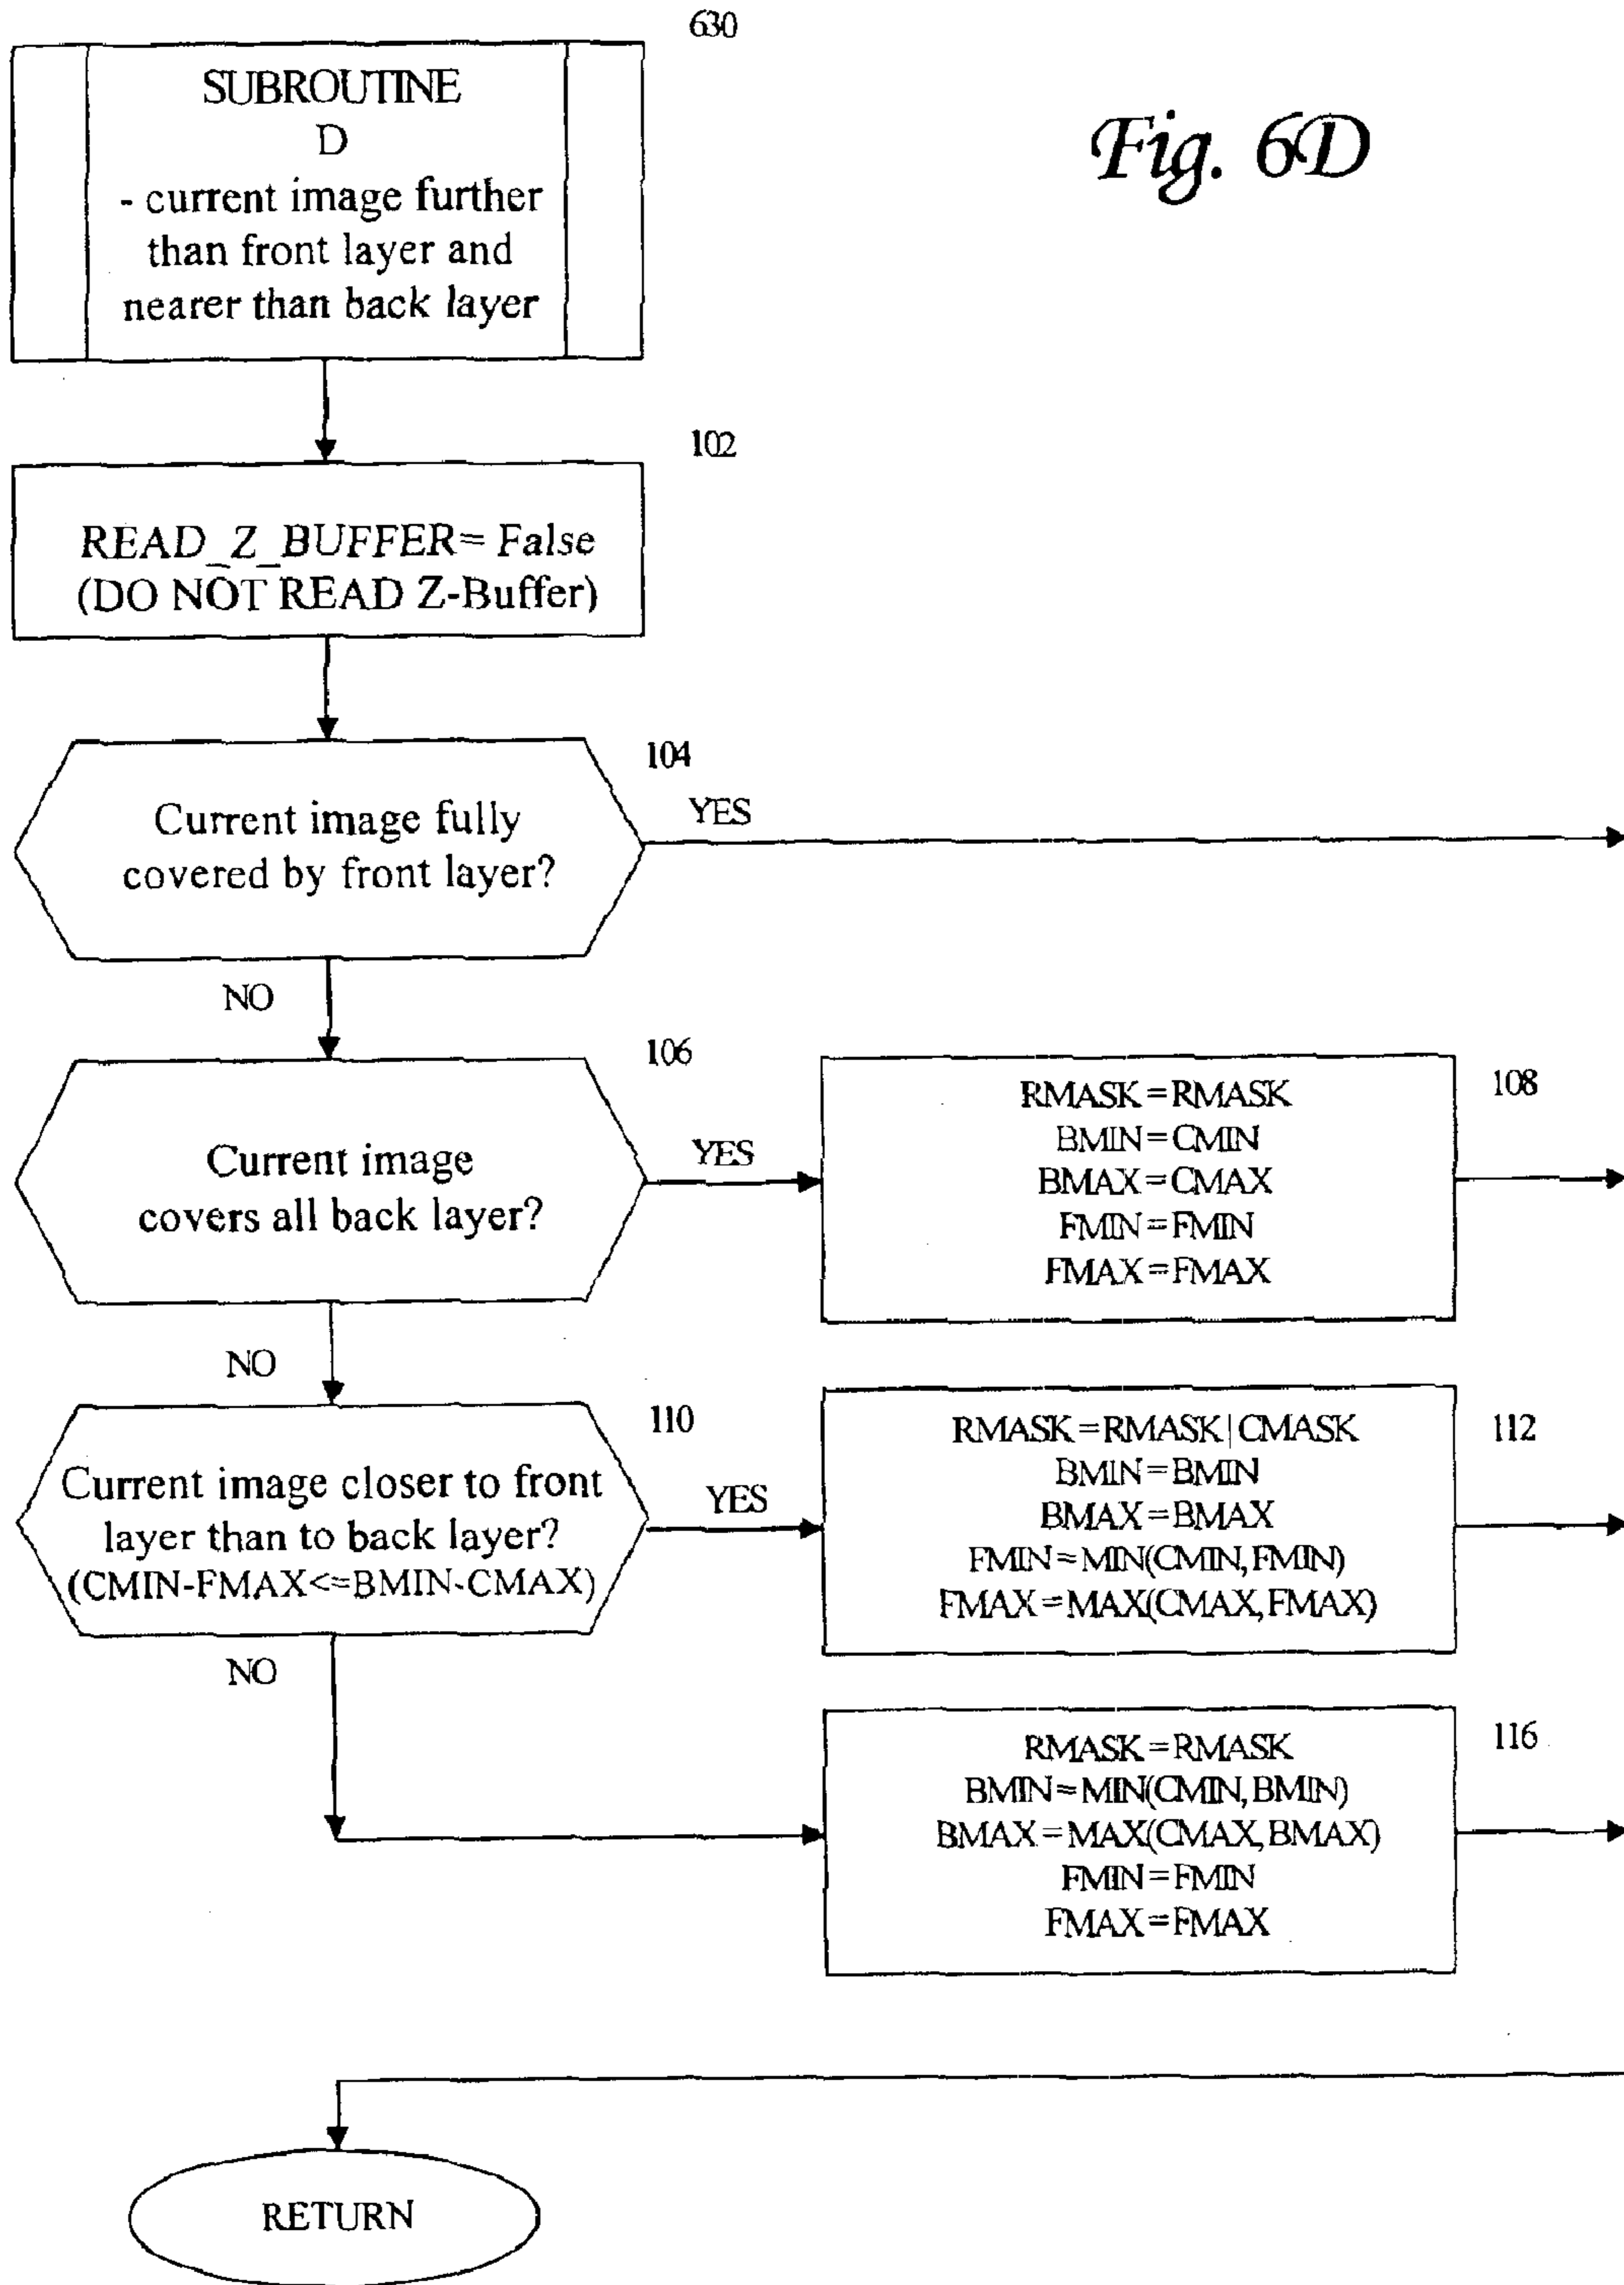 630
SUBROUTINE
D
- current image further
than front layer and
nearer than back layer
Fig. 6D
102
READ_Z_BUFFER= False
(DO NOT READ Z-Buffer)
104
Current image fully
covered by front layer?
YES
NO
106
Current image
covers all back layer?
YES
108
RMASK=RMASK
BMIN=CMIN
BMAX=CMAX
FMIN=FMIN
FMAX=FMAX
NO
110
Current image closer to front
layer than to back layer?
(CMIN-FMAX<=BMIN-CMAX)
YES
112
RMASK=RMASK|CMASK
BMIN=BMIN
BMAX=BMAX
FMIN=MIN(CMIN,FMIN)
FMAX=MAX(CMAX,FMAX)
NO
116
RMASK=RMASK
BMIN=MIN(CMIN,BMIN)
BMAX=MAX(CMAX,BMAX)
FMIN=FMIN
FMAX=FMAX
RETURN